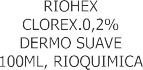 RIOHEX
CLOREX.0,2%
DERMO SUAVE
100ML, RIOQUIMICA